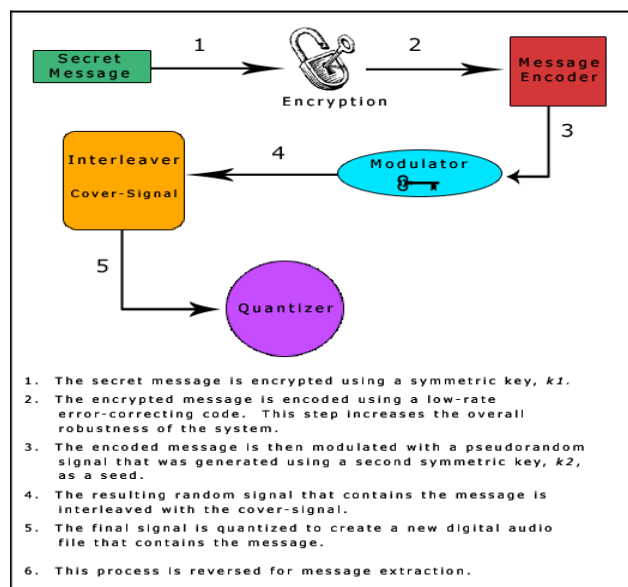 1
2
Secret
Message
Message
Encoder
Encryption
3
Interleaver
Cover-Signal
4
Modulator
5
Quantizer
1. The secret message is encrypted using a symmetric key, k1.
2. The encrypted message is encoded using a low-rate
error-correcting code. This step increases the overall
robustness of the system.
3. The encoded message is then modulated with a pseudorandom
signal that was generated using a second symmetric key, k2,
as a seed.
4. The resulting random signal that contains the message is
interleaved with the cover-signal.
5. The final signal is quantized to create a new digital audio
file that contains the message.
6. This process is reversed for message extraction.